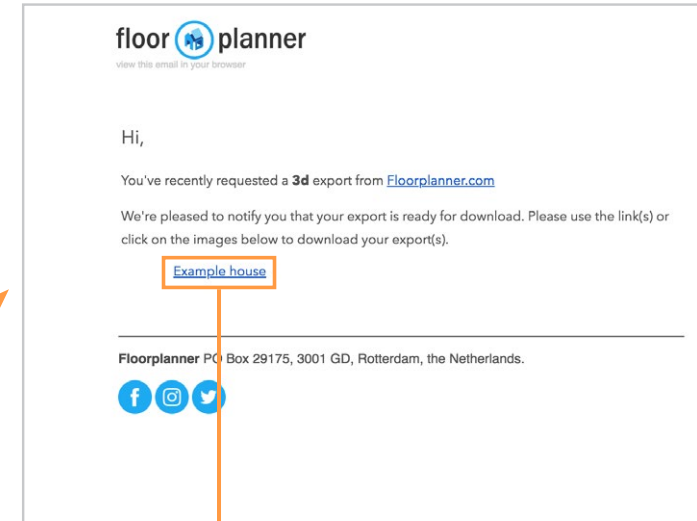 floor planner
view this email in your browser
Hi,
You've recently requested a 3d export from Floorplanner.com
We're pleased to notify you that your export is ready for download. Please use the link(s) or
click on the images below to download your export(s).
Example house
Floorplanner PO Box 29175, 3001 GD, Rotterdam, the Netherlands.